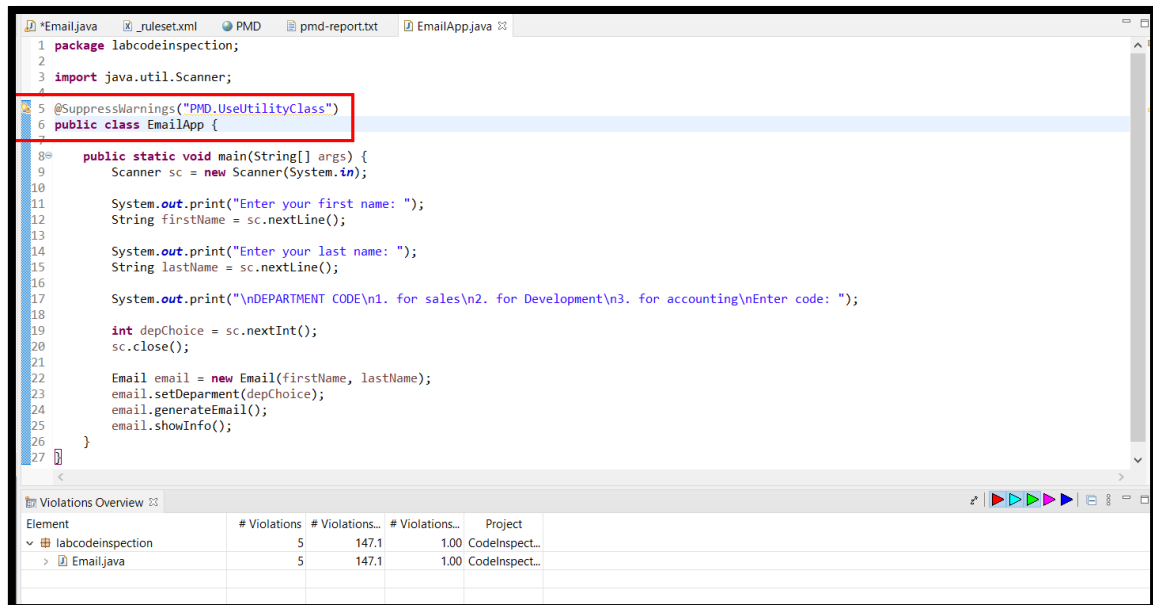 *Email.java _ruleset.xml PMD pmd-report.txt EmailApp.java
1 package labcodeinspection;
2
3 import java.util.Scanner;
4
5 @SuppressWarnings("PMD.UseUtilityClass")
6 public class EmailApp {
7
8 public static void main(String[] args) {
9 Scanner sc = new Scanner(System.in);
10
11 System.out.print("Enter your first name: ");
12 String firstName = sc.nextLine();
13
14 System.out.print("Enter your last name: ");
15 String lastName = sc.nextLine();
16
17 System.out.print("\nDEPARTMENT CODE\n1. for sales\n2. for Development\n3. for accounting\nEnter code: ");
18
19 int depChoice = sc.nextInt();
20 sc.close();
21
22 Email email = new Email(firstName, lastName);
23 email.setDeparment(depChoice);
24 email.generateEmail();
25 email.showInfo();
26 }
27 }
Violations Overview
Element # Violations # Violations... # Violations... Project
labcodeinspection 5 147.1 1.00 CodeInspect...
Email.java 5 147.1 1.00 CodeInspect...